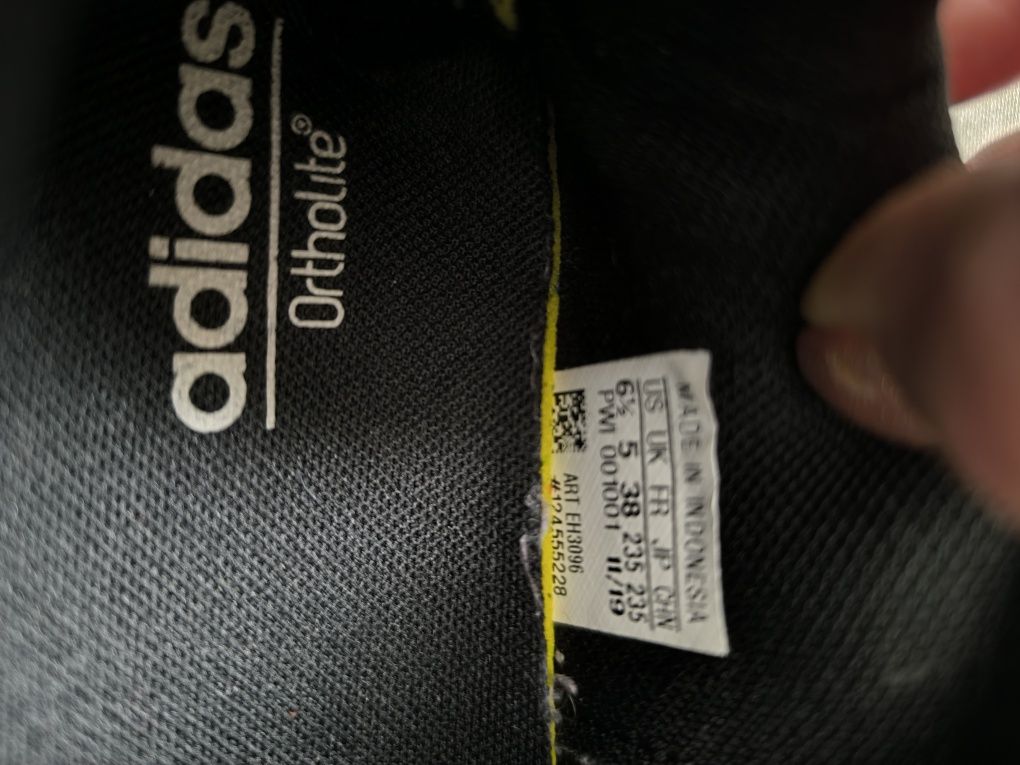 adidas
Ortholite®
MADE IN INDONESIA
US UK FR JP CHN
6½ 5 38 235 235
PWI 001001 11/19
ART EH3096
#124555228